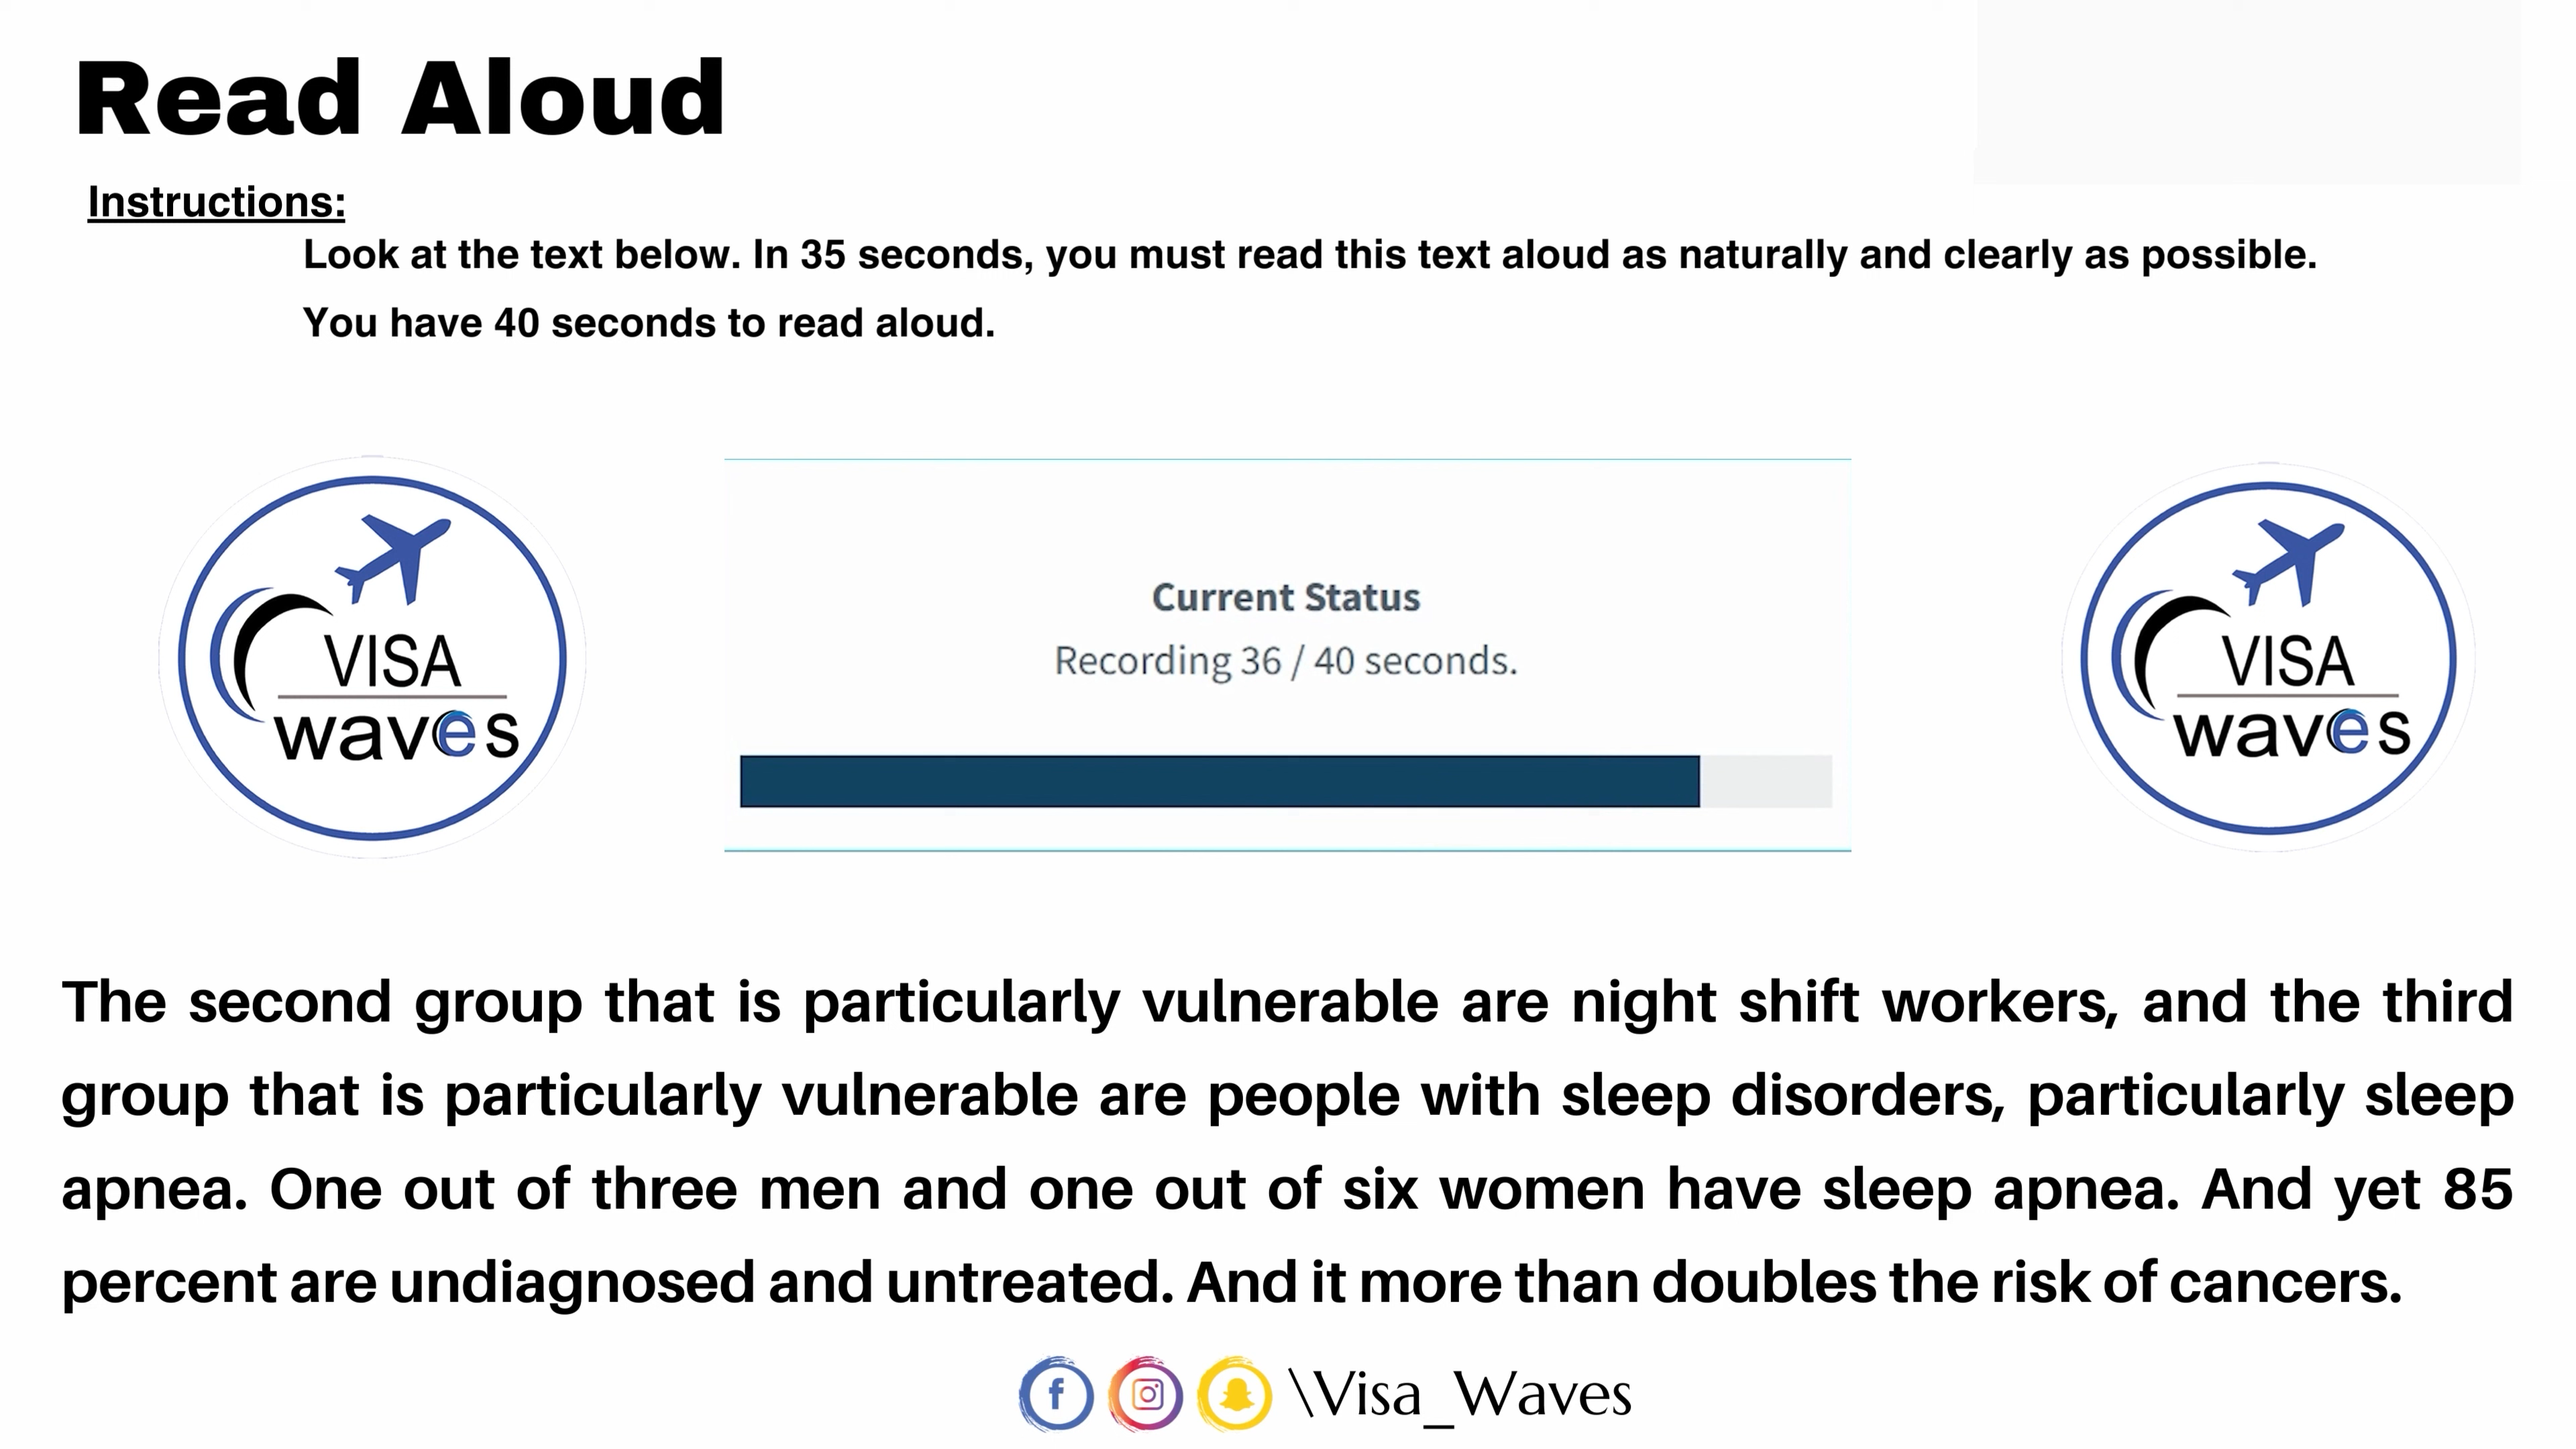 Read Aloud
Instructions:
Look at the text below. In 35 seconds, you must read this text aloud as naturally and clearly as possible.
You have 40 seconds to read aloud.
VISA
waves
Current Status
Recording 36 / 40 seconds.
VISA
waves
The second group that is particularly vulnerable are night shift workers, and the third
group that is particularly vulnerable are people with sleep disorders, particularly sleep
apnea. One out of three men and one out of six women have sleep apnea. And yet 85
percent are undiagnosed and untreated. And it more than doubles the risk of cancers.
\Visa_Waves